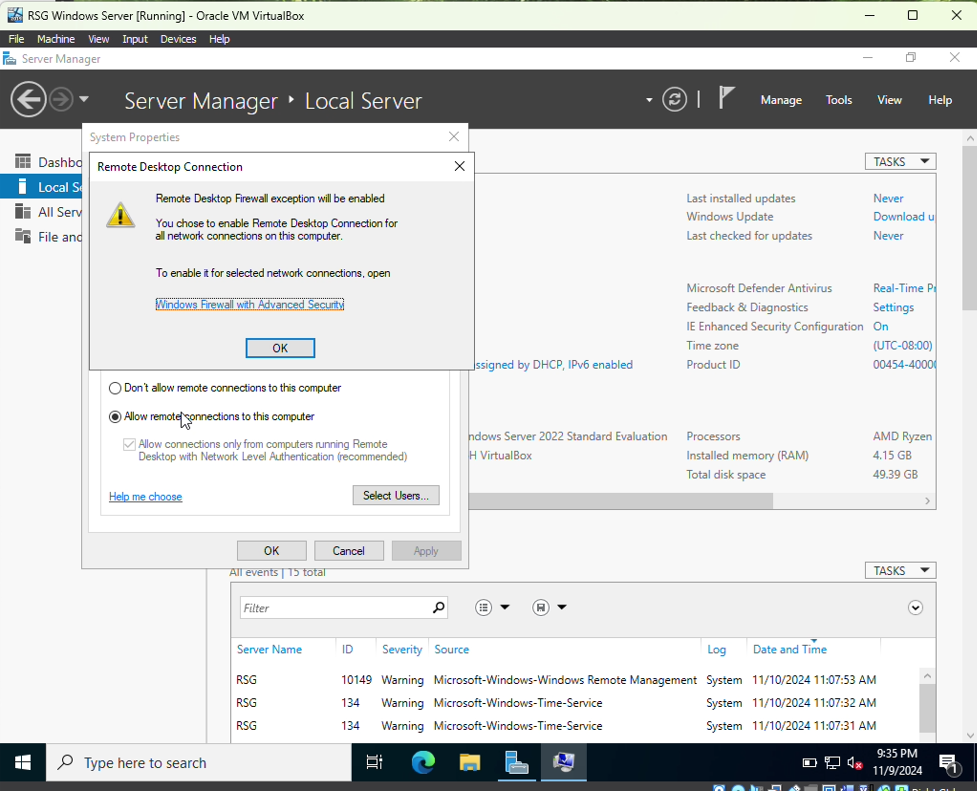 RSG Windows Server [Running] - Oracle VM VirtualBox
File Machine View Input Devices Help
Server Manager
Server Manager Local Server
Manage Tools View Help
System Properties
Remote Desktop Connection
Remote Desktop Firewall exception will be enabled
You chose to enable Remote Desktop Connection for
all network connections on this computer.
To enable it for selected network connections, open
Windows Firewall with Advanced Security
OK
Don't allow remote connections to this computer
Allow remote connections to this computer
Allow connections only from computers running Remote
Desktop with Network Level Authentication (recommended)
Help me choose
Select Users...
OK Cancel Apply
Dashbo
Local Se
All Serv
File and
TASKS
Last installed updates Never
Windows Update Download u
Last checked for updates Never
Microsoft Defender Antivirus Real-Time Pr
Feedback & Diagnostics Settings
IE Enhanced Security Configuration On
Time zone (UTC-08:00)
ssigned by DHCP, IPv6 enabled Product ID 00454-40000
ndows Server 2022 Standard Evaluation Processors AMD Ryzen
H VirtualBox Installed memory (RAM) 4.15 GB
Total disk space 49.39 GB
All events | 15 total
TASKS
Filter
Server Name ID Severity Source Log Date and Time
RSG 10149 Warning Microsoft-Windows-Windows Remote Management System 11/10/2024 11:07:53 AM
RSG 134 Warning Microsoft-Windows-Time-Service System 11/10/2024 11:07:32 AM
RSG 134 Warning Microsoft-Windows-Time-Service System 11/10/2024 11:07:31 AM
Type here to search
9:35 PM
11/9/2024
1